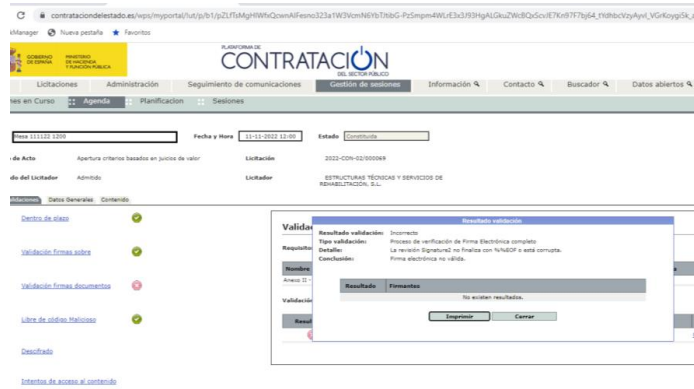 contrataciondelestado.es/wps/myportal/!ut/p/b1/
Manager Nueva pestaña Favoritos
GOBIERNO DE ESPAÑA
MINISTERIO DE HACIENDA Y FUNCIÓN PÚBLICA
PLATAFORMA DE
CONTRATACIÓN
DEL SECTOR PÚBLICO
Licitaciones Administración Seguimiento de comunicaciones Gestión de sesiones Información Contacto Buscador Datos abiertos
nes en Curso Agenda Planificacion Sesiones
Mesa 111122 1200 Fecha y Hora 11-11-2022 12:00 Estado Constituida
de Acto Apertura criterios basados en juicios de valor Licitación 2022-CON-02/000069
do del Licitador Admitido Licitador ESTRUCTURAS TÉCNICAS Y SERVICIOS DE
REHABILITACIÓN, S.L.
Validaciones Datos Generales Contenido
Dentro de plazo
Validación firmas sobre
Validación firmas documentos
Libre de código Malicioso
Descifrado
Intentos de acceso al contenido
Valida
Requisito
Nombre
Anexo II -
Validación
Resul
Resultado validación
Resultado validación: Incorrecto
Tipo validación: Proceso de verificación de Firma Electrónica completo
Detalle: La revisión Signature2 no finaliza con %%EOF o está corrupta.
Conclusión: Firma electrónica no válida.
Resultado Firmantes
No existen resultados.
Imprimir Cerrar